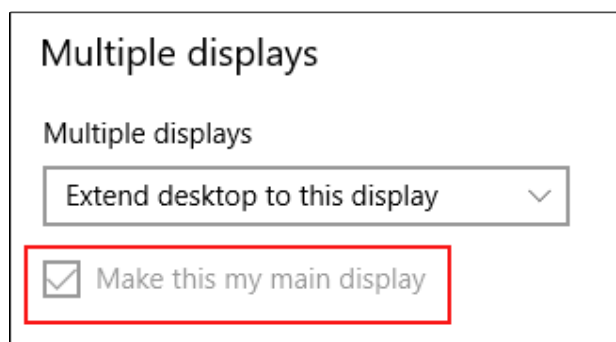 Multiple displays
Multiple displays
Extend desktop to this display
Make this my main display